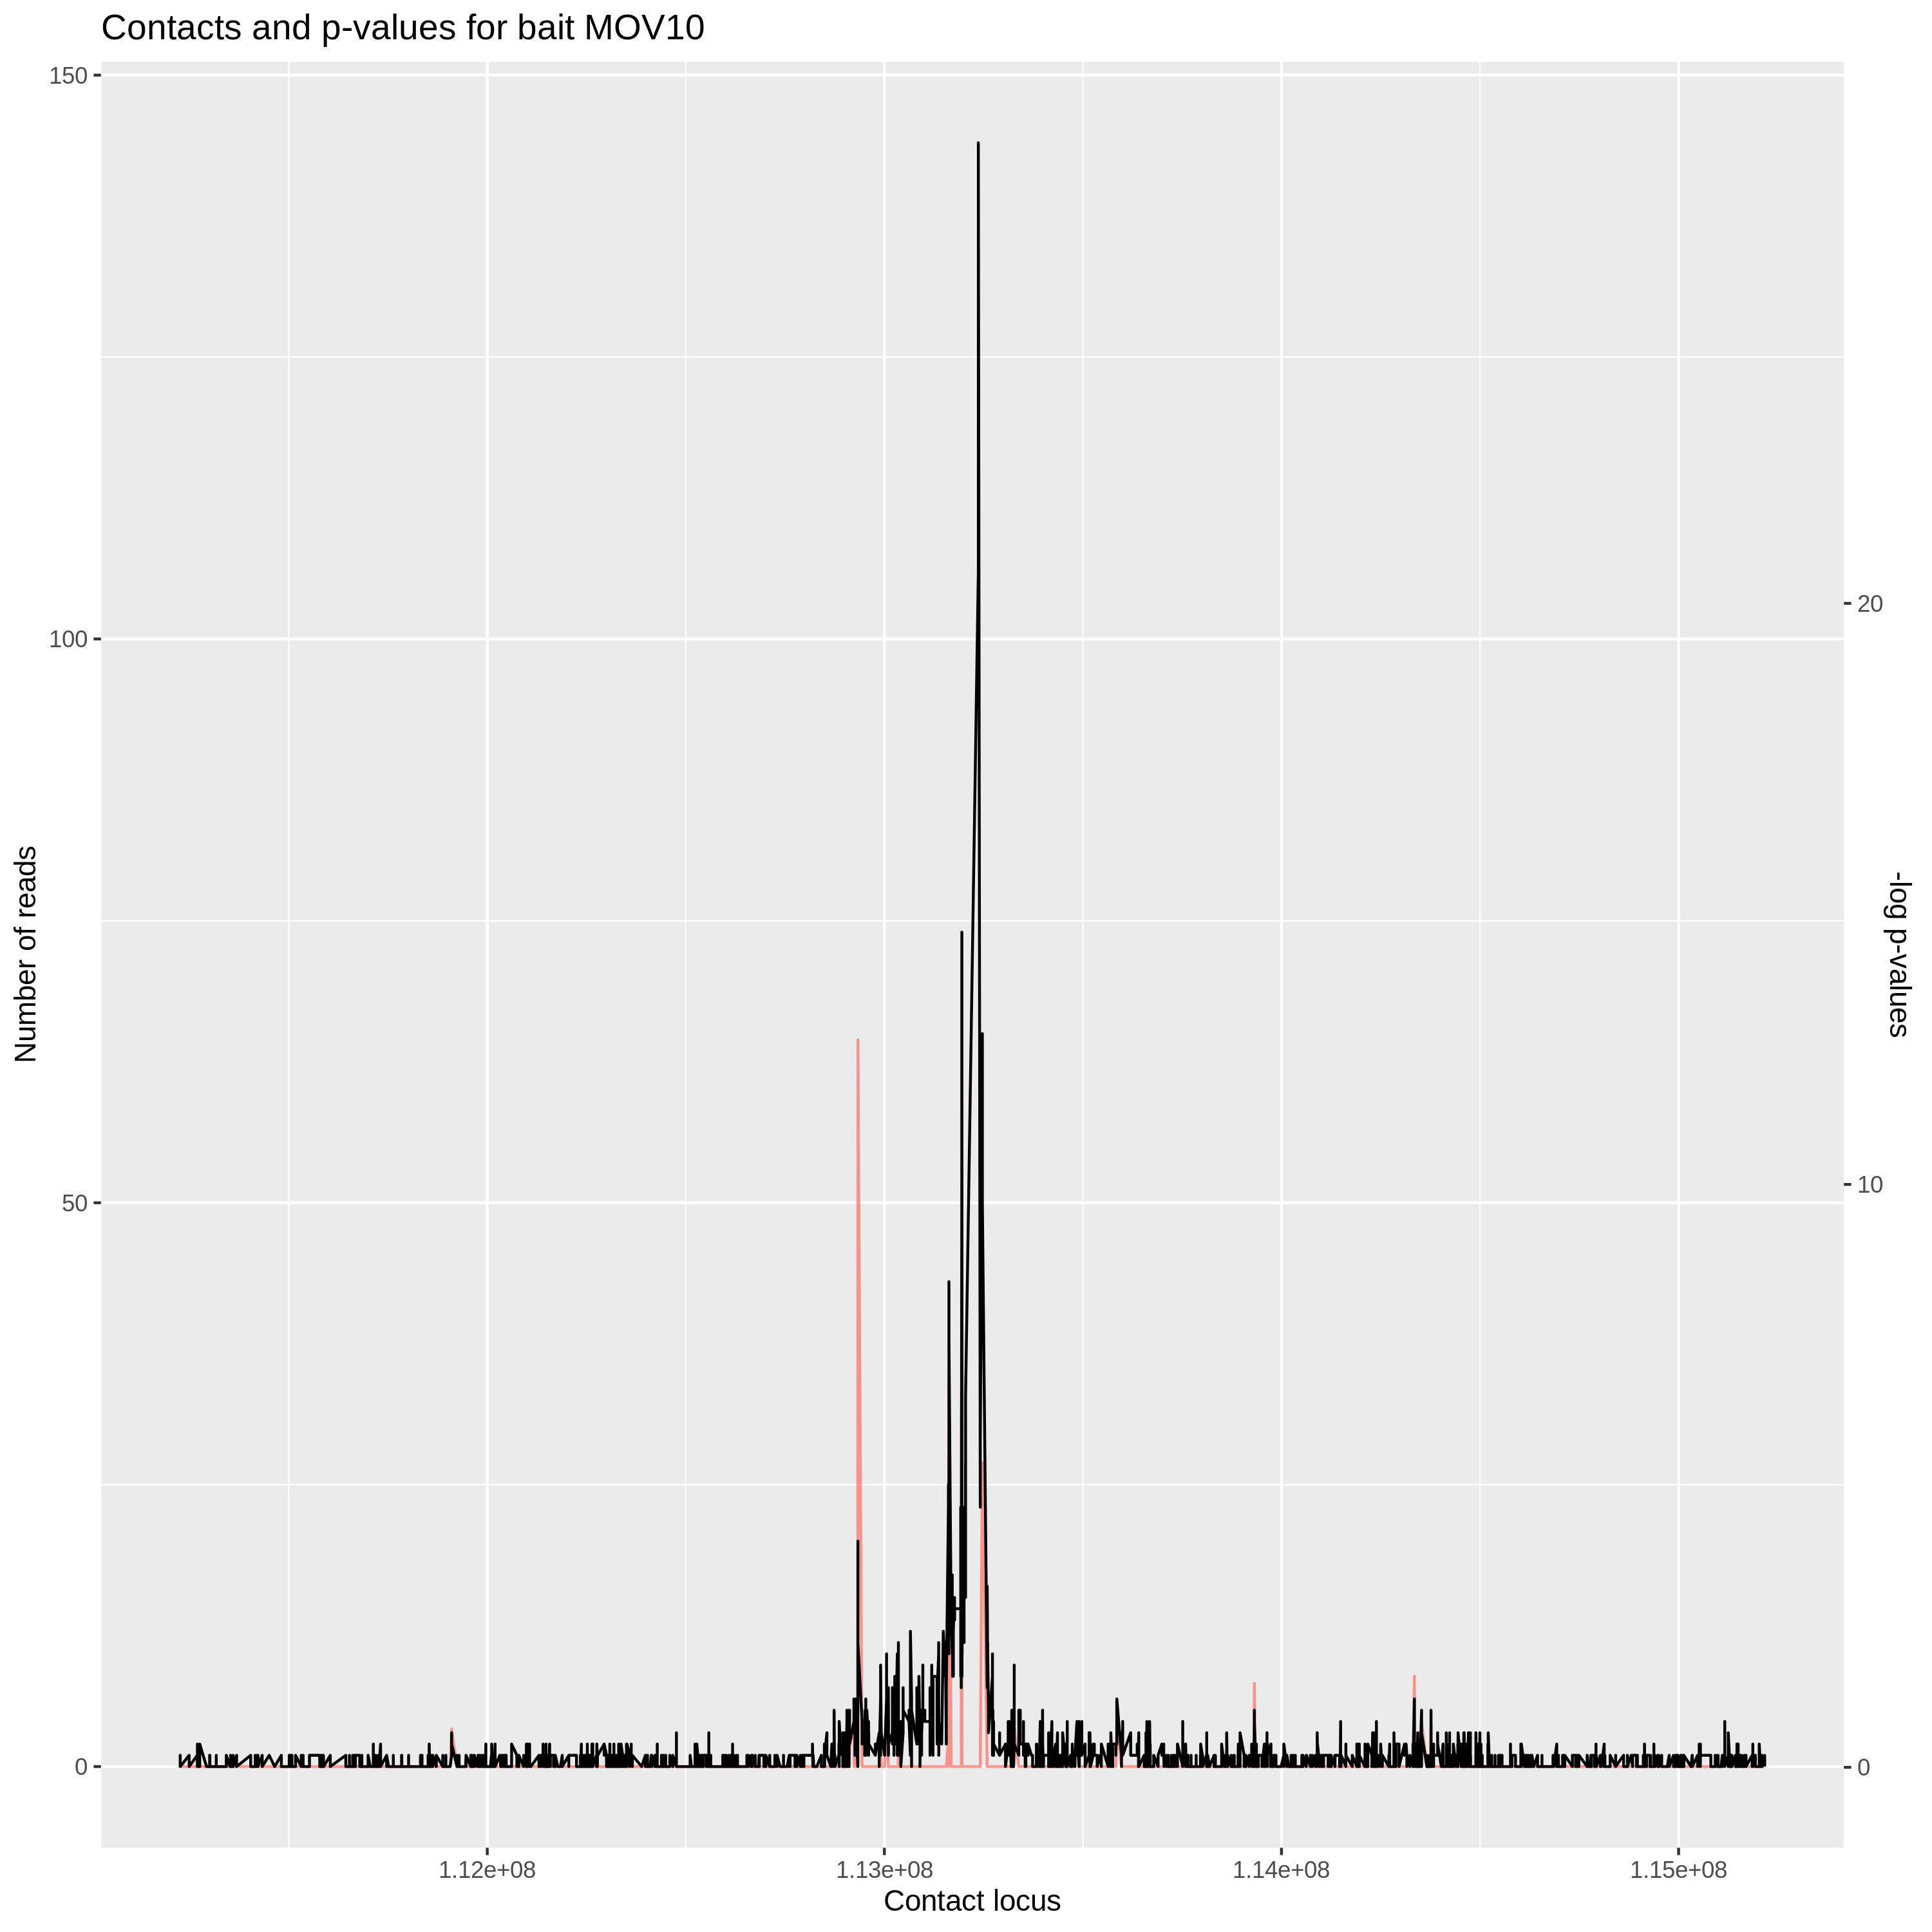 Contacts and p-values for bait MOV10
150
100
50
0
Number of reads
20
10
0
-log p-values
1.12e+08
1.13e+08
1.14e+08
1.15e+08
Contact locus